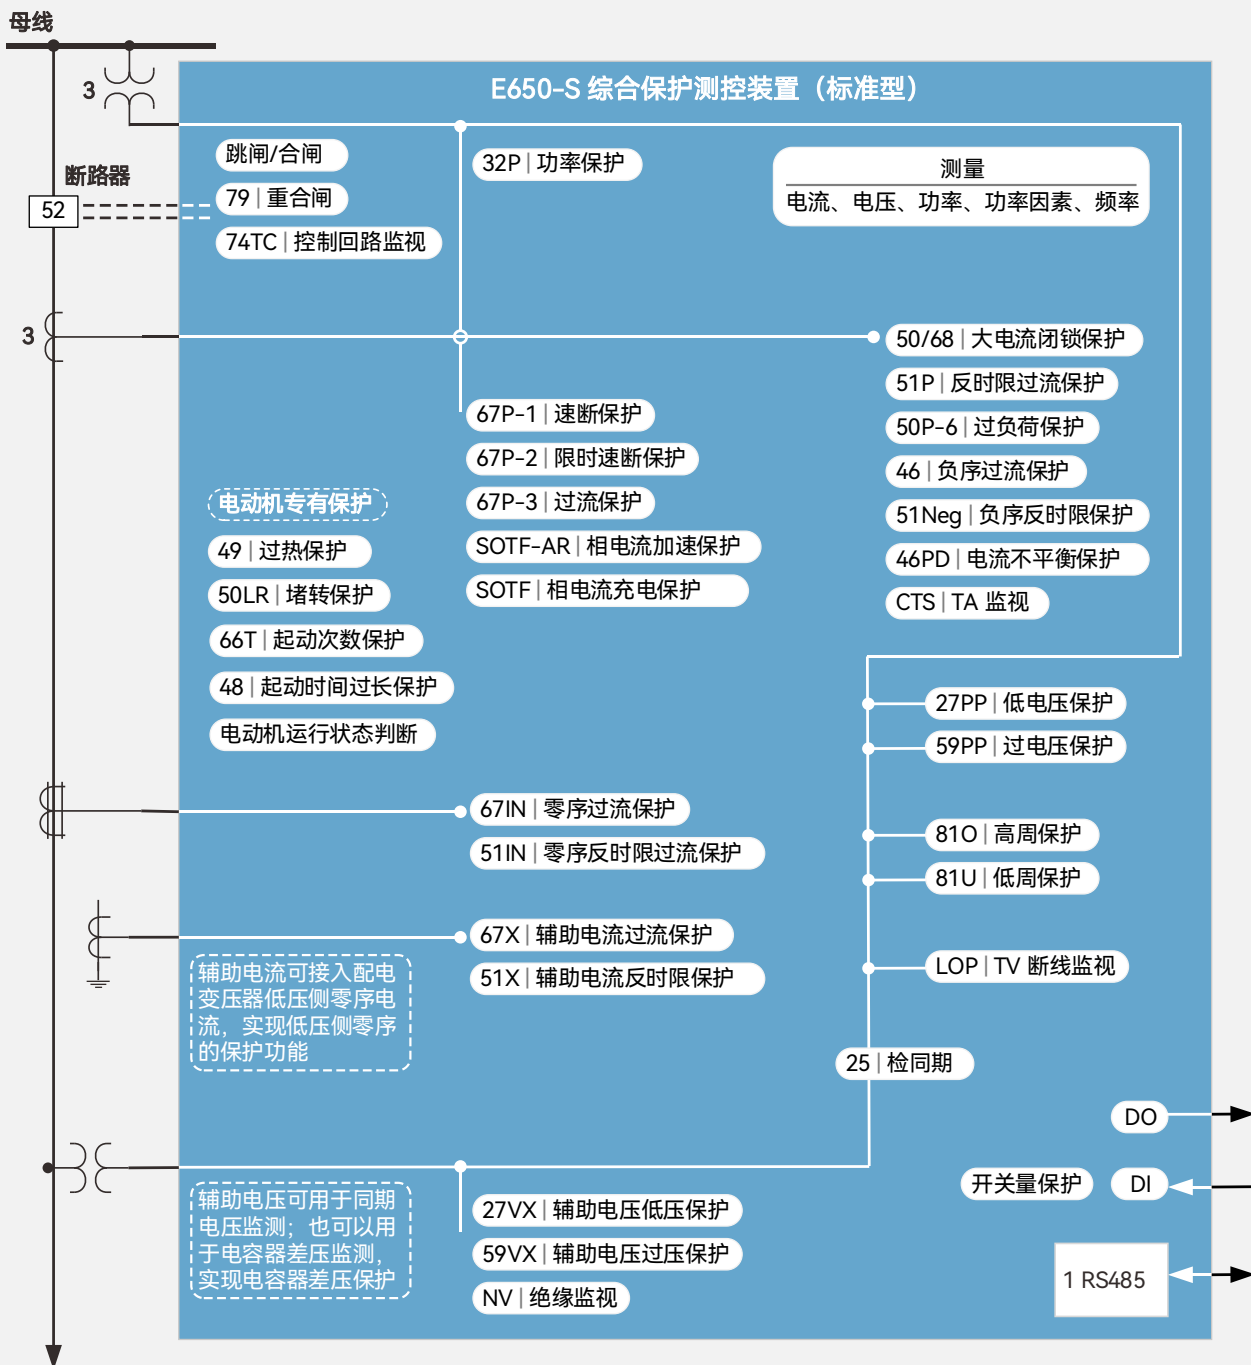 母线
3
E650-S 综合保护测控装置（标准型）
断路器
52
跳闸/合闸
79 | 重合闸
74TC | 控制回路监视
32P | 功率保护
测量
电流、电压、功率、功率因素、频率
3
50/68 | 大电流闭锁保护
51P | 反时限过流保护
50P-6 | 过负荷保护
46 | 负序过流保护
51Neg | 负序反时限保护
46PD | 电流不平衡保护
CTS | TA 监视
67P-1 | 速断保护
67P-2 | 限时速断保护
67P-3 | 过流保护
SOTF-AR | 相电流加速保护
SOTF | 相电流充电保护
电动机专有保护
49 | 过热保护
50LR | 堵转保护
66T | 起动次数保护
48 | 起动时间过长保护
电动机运行状态判断
27PP | 低电压保护
59PP | 过电压保护
81O | 高周保护
81U | 低周保护
LOP | TV 断线监视
25 | 检同期
67IN | 零序过流保护
51IN | 零序反时限过流保护
67X | 辅助电流过流保护
51X | 辅助电流反时限保护
辅助电流可接入配电
变压器低压侧零序电
流，实现低压侧零序
的保护功能
辅助电压可用于同期
电压监测；也可以用
于电容器差压监测，
实现电容器差压保护
27VX | 辅助电压低压保护
59VX | 辅助电压过压保护
NV | 绝缘监视
DO
开关量保护
DI
1 RS485